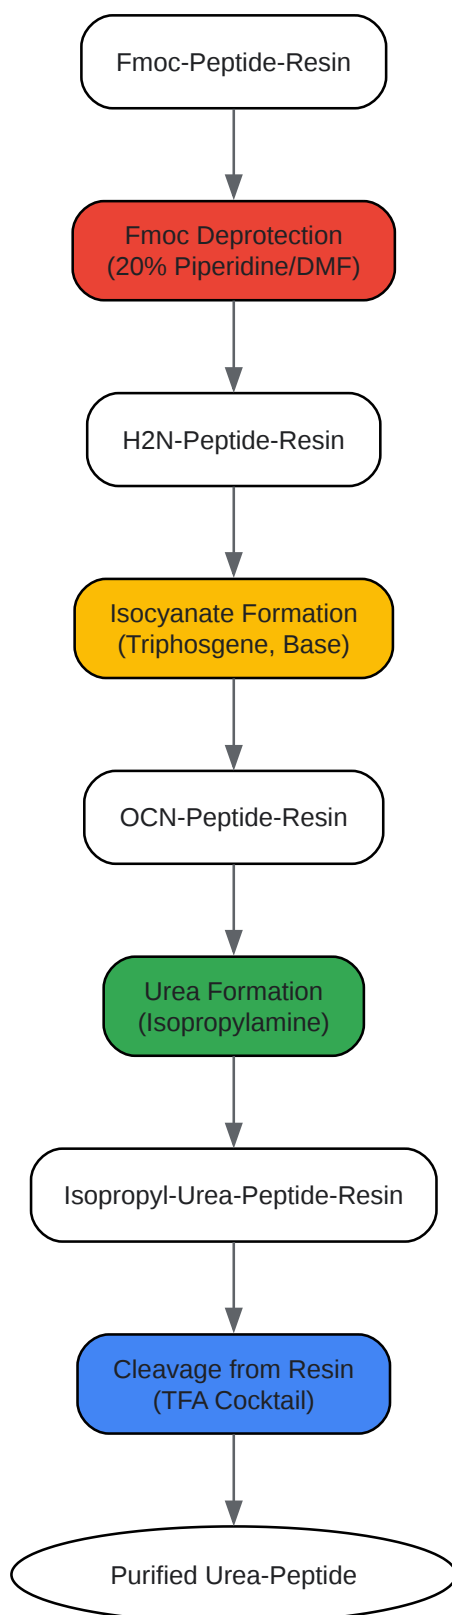 Fmoc-Peptide-Resin
Fmoc Deprotection
(20% Piperidine/DMF)
H2N-Peptide-Resin
Isocyanate Formation
(Triphosgene, Base)
OCN-Peptide-Resin
Urea Formation
(Isopropylamine)
Isopropyl-Urea-Peptide-Resin
Cleavage from Resin
(TFA Cocktail)
Purified Urea-Peptide